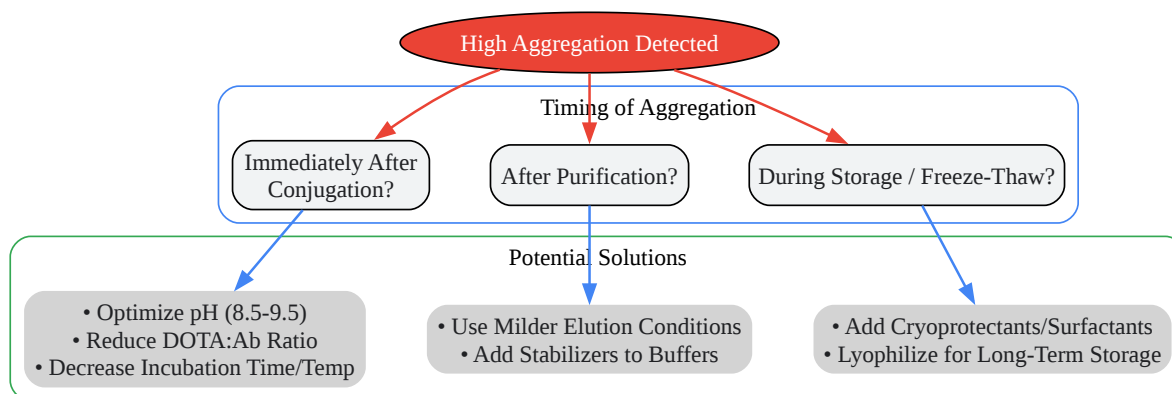 High Aggregation Detected
Timing of Aggregation
Immediately After
Conjugation?
After Purification?
During Storage / Freeze-Thaw?
Potential Solutions
• Optimize pH (8.5-9.5)
• Reduce DOTA:Ab Ratio
• Decrease Incubation Time/Temp
• Use Milder Elution Conditions
• Add Stabilizers to Buffers
• Add Cryoprotectants/Surfactants
• Lyophilize for Long-Term Storage